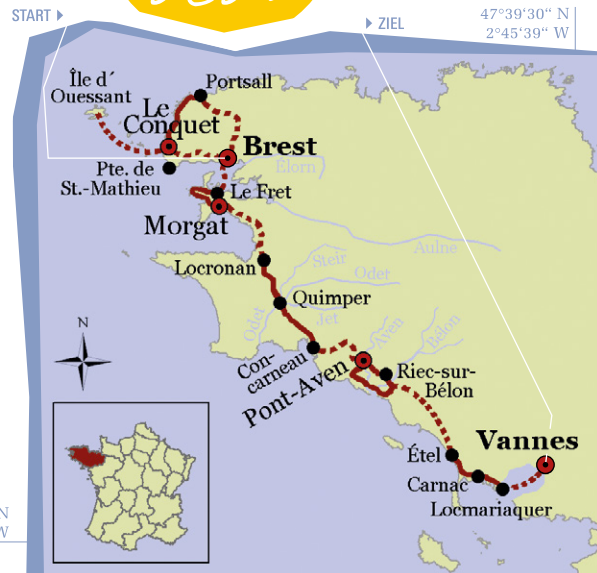 START
ZIEL
47°39‘30“ N
2°45‘39“ W
Île d´
Ouessant
Portsall
Le
Conquet
Brest
Élorn
Pte. de
St.-Mathieu
Le Fret
Morgat
Aulne
Locronan
Steir
Odet
Quimper
Odet
Jet
Aven
Bélon
Con-
carneau
Pont-Aven
Riec-sur-
Bélon
N
Vannes
Étel
Carnac
Locmariaquer
N
W